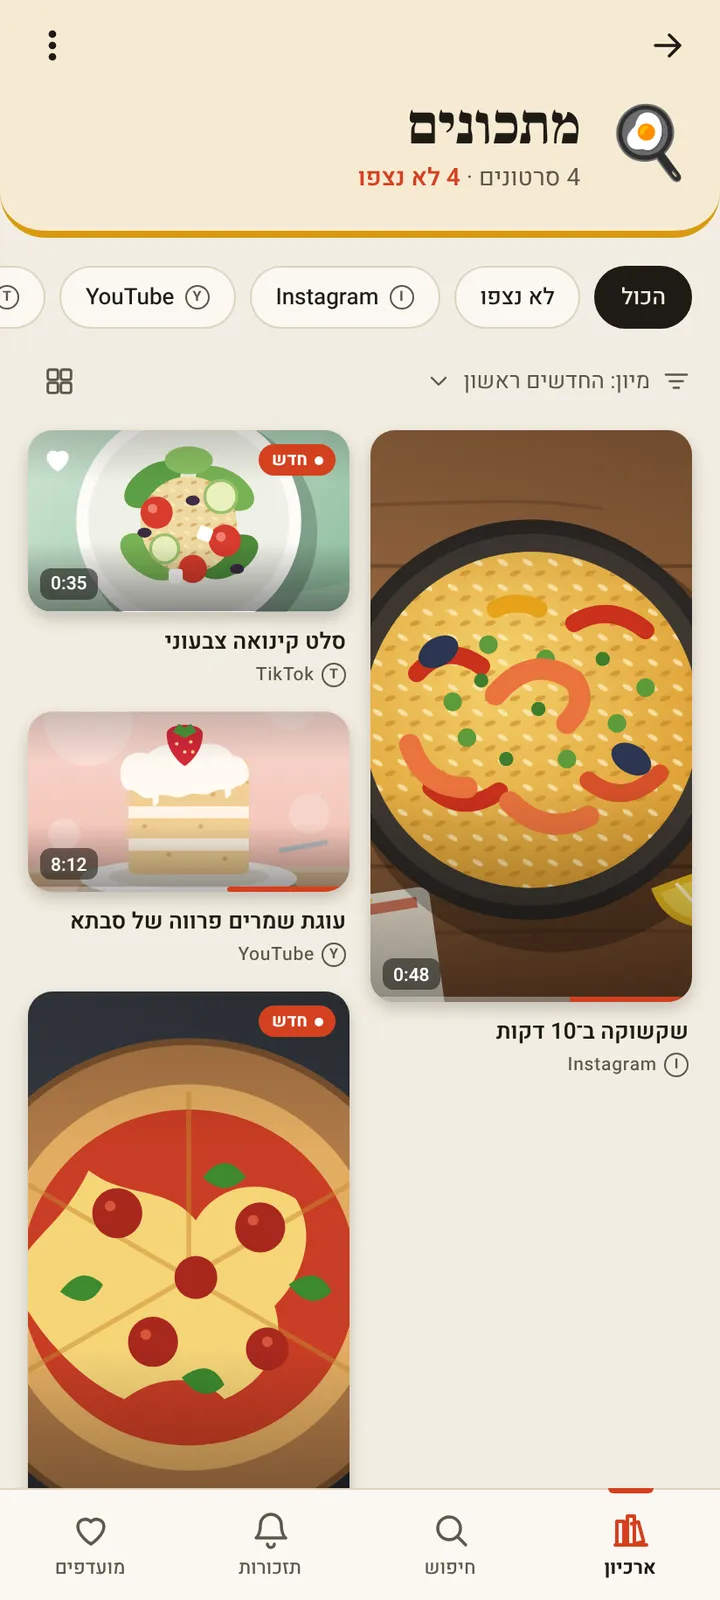 מתכונים
4 סרטונים · 4 לא נצפו
הכול
לא נצפו
I Instagram
Y YouTube
T
מיון: החדשים ראשון
0:48
שקשוקה ב־10 דקות
I Instagram
חדש
0:35
סלט קינואה צבעוני
T TikTok
8:12
עוגת שמרים פרווה של סבתא
Y YouTube
חדש
ארכיון
חיפוש
תזכורות
מועדפים